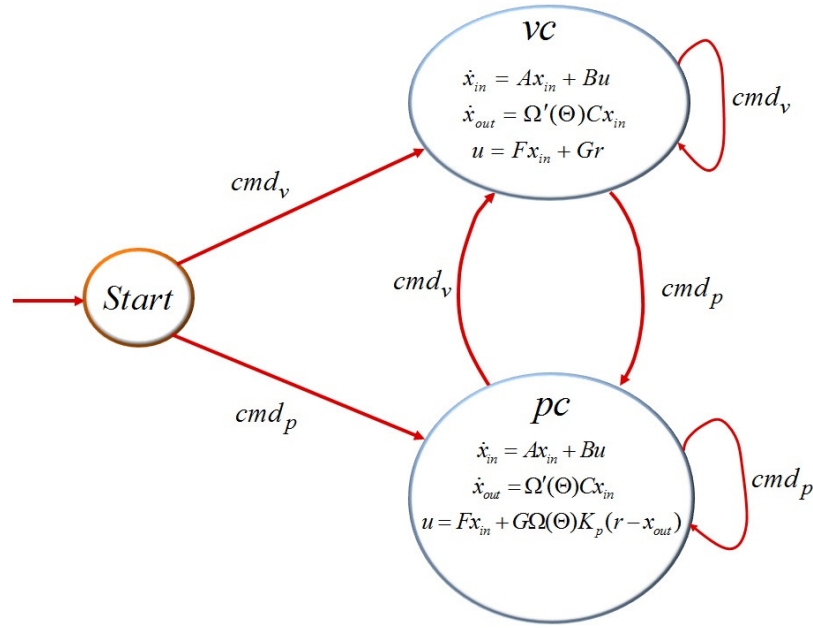 vc
ẋ_in = Ax_in + Bu
ẋ_out = Ω′(Θ)Cx_in
u = Fx_in + Gr
cmd_v
cmd_v
Start
cmd_v
cmd_p
cmd_p
pc
ẋ_in = Ax_in + Bu
ẋ_out = Ω′(Θ)Cx_in
u = Fx_in + GΩ(Θ)K_p(r − x_out)
cmd_p